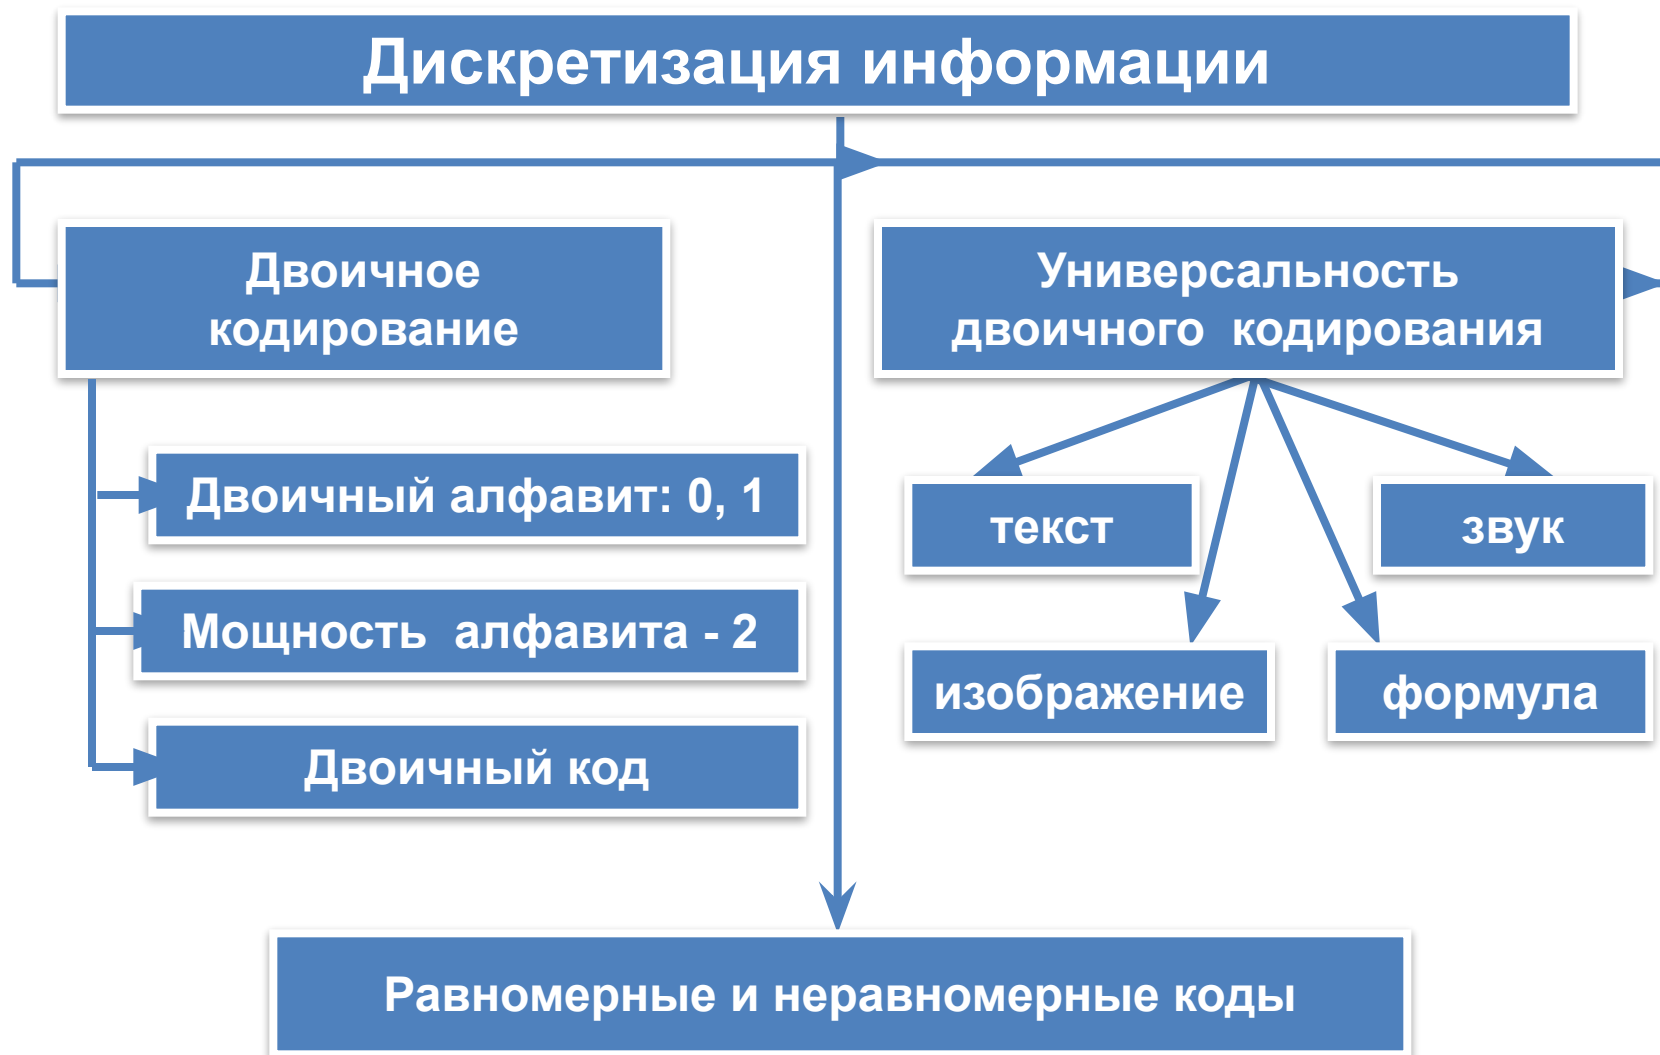 Дискретизация информации
Двоичное
кодирование
Двоичный алфавит: 0, 1
Мощность алфавита - 2
Двоичный код
Универсальность
двоичного кодирования
текст
звук
изображение
формула
Равномерные и неравномерные коды